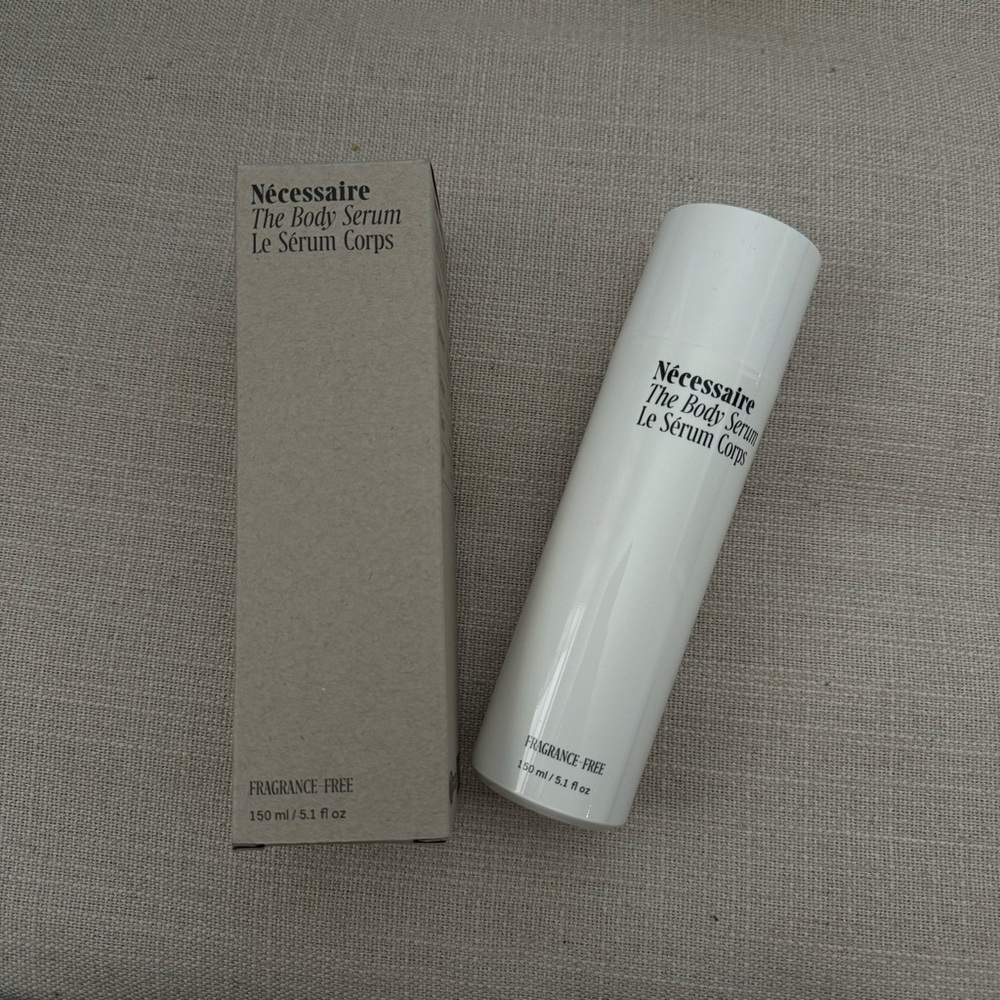 Nécessaire
The Body Serum
Le Sérum Corps
FRAGRANCE-FREE
150 ml / 5.1 fl oz
Nécessaire
The Body Serum
Le Sérum Corps
FRAGRANCE-FREE
150 ml / 5.1 fl oz